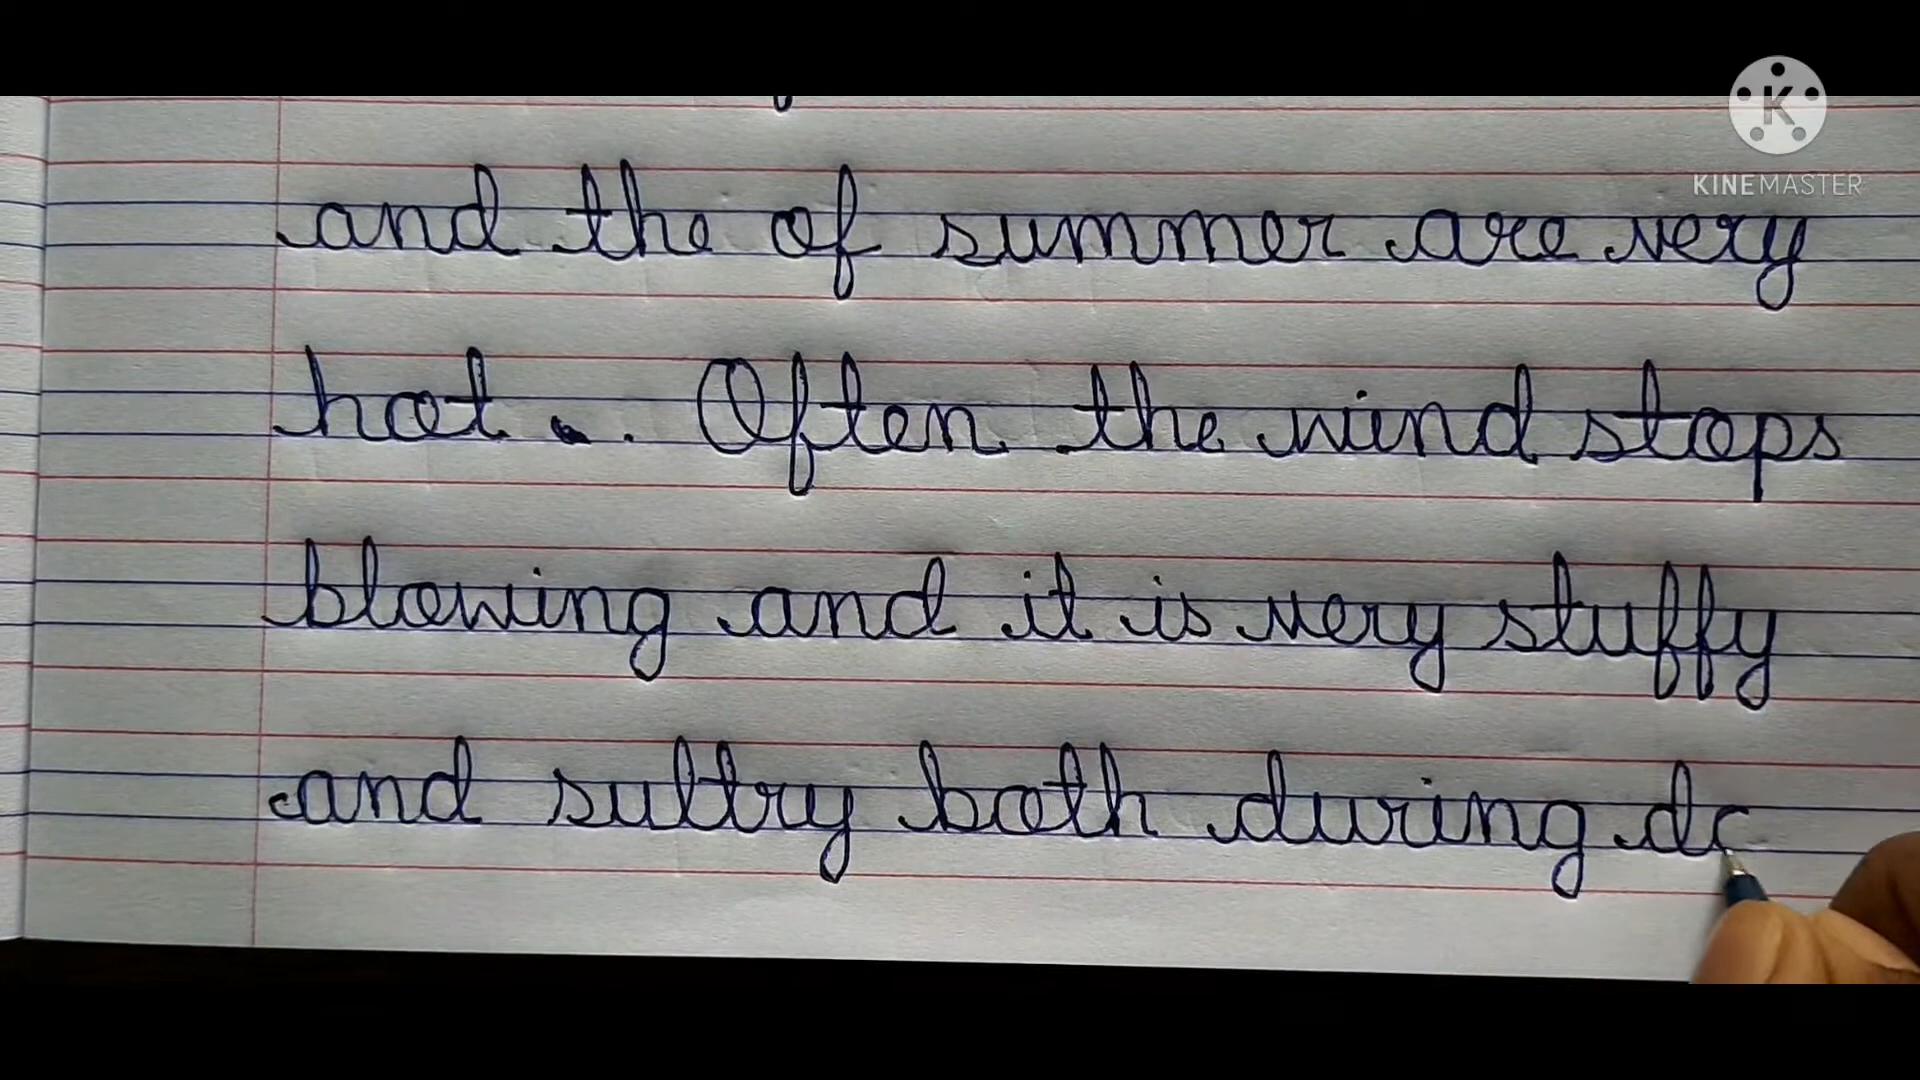 KINEMASTER
and the of summer are very
hot . Often the wind stops
blowing and it is very stuffy
and sultry both during